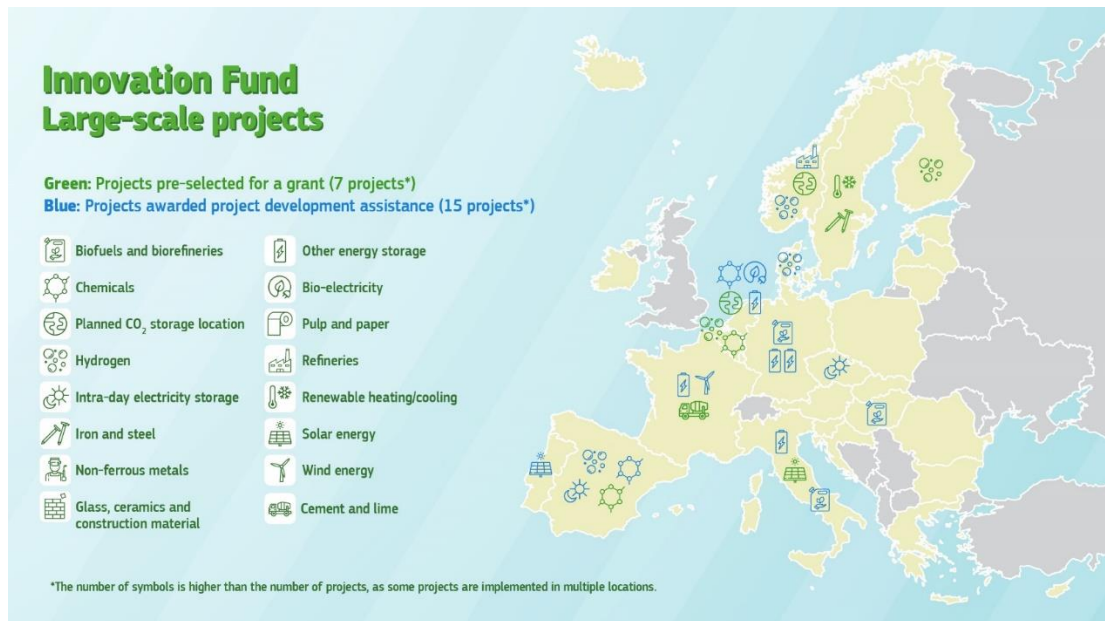 Innovation Fund
Large-scale projects
Green: Projects pre-selected for a grant (7 projects*)
Blue: Projects awarded project development assistance (15 projects*)
Biofuels and biorefineries
Chemicals
Planned CO₂ storage location
Hydrogen
Intra-day electricity storage
Iron and steel
Non-ferrous metals
Glass, ceramics and
construction material
Other energy storage
Bio-electricity
Pulp and paper
Refineries
Renewable heating/cooling
Solar energy
Wind energy
Cement and lime
*The number of symbols is higher than the number of projects, as some projects are implemented in multiple locations.